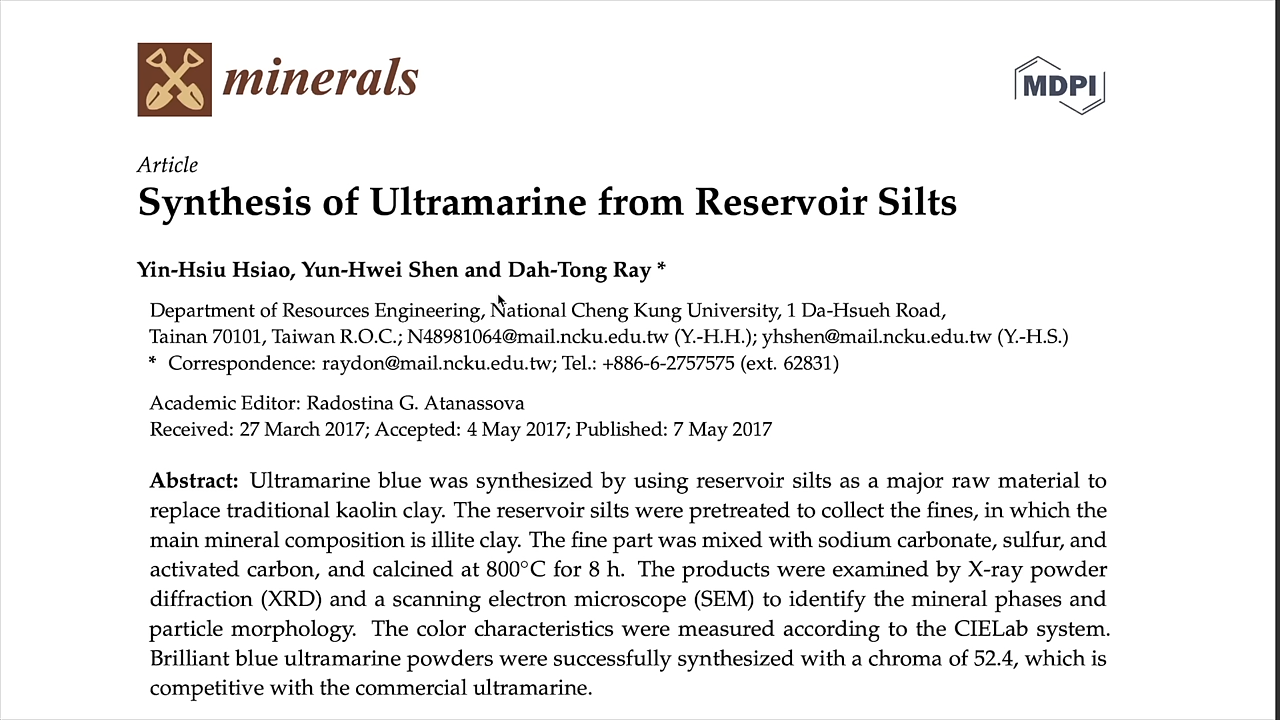 minerals
MDPI
Article
Synthesis of Ultramarine from Reservoir Silts
Yin-Hsiu Hsiao, Yun-Hwei Shen and Dah-Tong Ray *
Department of Resources Engineering, National Cheng Kung University, 1 Da-Hsueh Road,
Tainan 70101, Taiwan R.O.C.; N48981064@mail.ncku.edu.tw (Y.-H.H.); yhshen@mail.ncku.edu.tw (Y.-H.S.)
* Correspondence: raydon@mail.ncku.edu.tw; Tel.: +886-6-2757575 (ext. 62831)
Academic Editor: Radostina G. Atanassova
Received: 27 March 2017; Accepted: 4 May 2017; Published: 7 May 2017
Abstract: Ultramarine blue was synthesized by using reservoir silts as a major raw material to
replace traditional kaolin clay. The reservoir silts were pretreated to collect the fines, in which the
main mineral composition is illite clay. The fine part was mixed with sodium carbonate, sulfur, and
activated carbon, and calcined at 800°C for 8 h. The products were examined by X-ray powder
diffraction (XRD) and a scanning electron microscope (SEM) to identify the mineral phases and
particle morphology. The color characteristics were measured according to the CIELab system.
Brilliant blue ultramarine powders were successfully synthesized with a chroma of 52.4, which is
competitive with the commercial ultramarine.